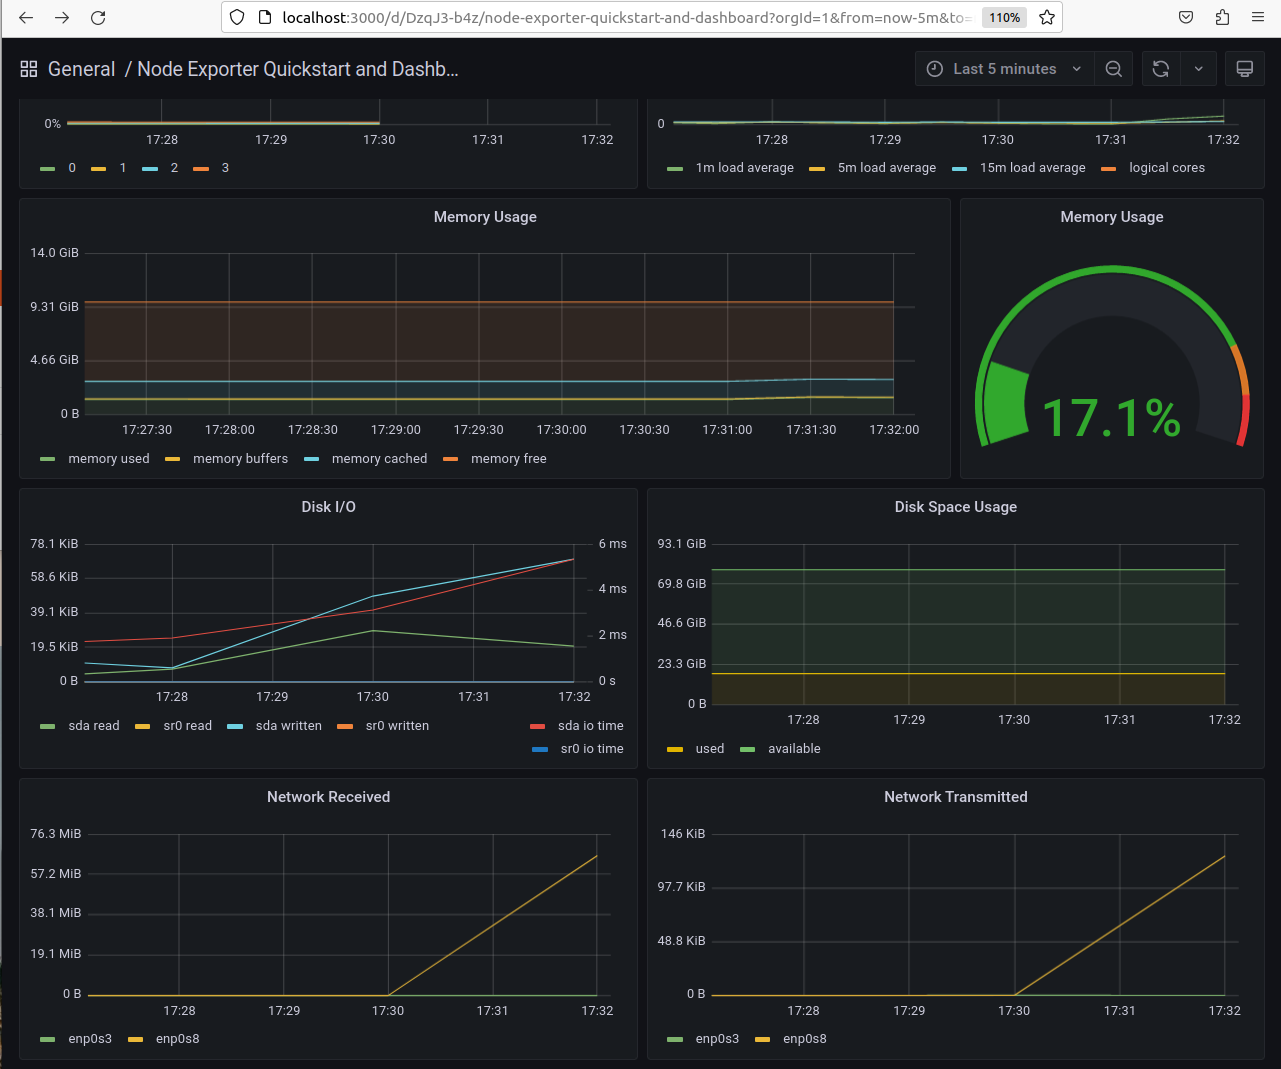 localhost:3000/d/DzqJ3-b4z/node-exporter-quickstart-and-dashboard?orgId=1&from=now-5m&to= 110%
General / Node Exporter Quickstart and Dashb... Last 5 minutes
0%
17:28 17:29 17:30 17:31 17:32
0 1 2 3
0
17:28 17:29 17:30 17:31 17:32
1m load average 5m load average 15m load average logical cores
Memory Usage
14.0 GiB
9.31 GiB
4.66 GiB
0 B
17:27:30 17:28:00 17:28:30 17:29:00 17:29:30 17:30:00 17:30:30 17:31:00 17:31:30 17:32:00
memory used memory buffers memory cached memory free
Memory Usage
17.1%
Disk I/O
78.1 KiB 6 ms
58.6 KiB
4 ms
39.1 KiB
2 ms
19.5 KiB
0 B 0 s
17:28 17:29 17:30 17:31 17:32
sda read sr0 read sda written sr0 written sda io time
sr0 io time
Disk Space Usage
93.1 GiB
69.8 GiB
46.6 GiB
23.3 GiB
0 B
17:28 17:29 17:30 17:31 17:32
used available
Network Received
76.3 MiB
57.2 MiB
38.1 MiB
19.1 MiB
0 B
17:28 17:29 17:30 17:31 17:32
enp0s3 enp0s8
Network Transmitted
146 KiB
97.7 KiB
48.8 KiB
0 B
17:28 17:29 17:30 17:31 17:32
enp0s3 enp0s8